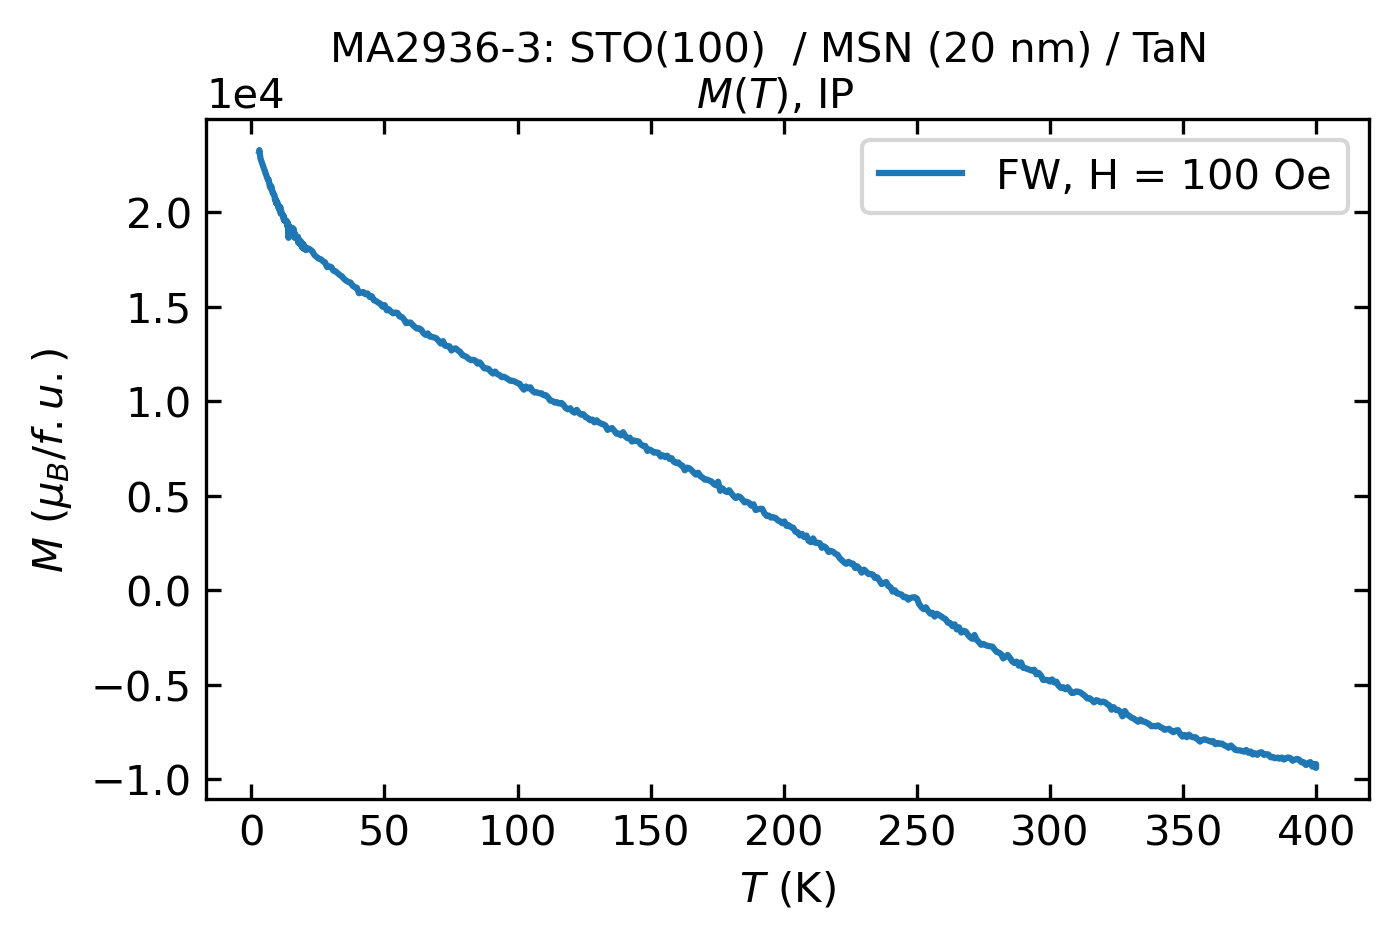 MA2936-3: STO(100)  / MSN (20 nm) / TaN
M(T), IP
1e4
FW, H = 100 Oe
2.0
1.5
1.0
0.5
0.0
−0.5
−1.0
M (μ_B/f.u.)
0 50 100 150 200 250 300 350 400
T (K)